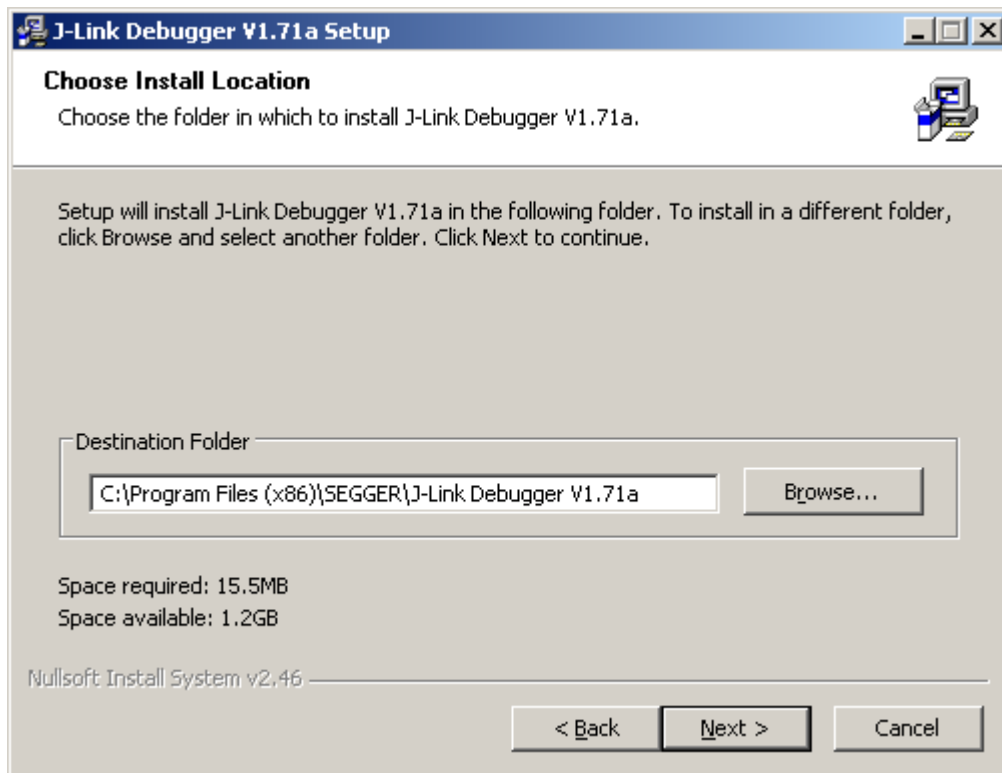 J-Link Debugger V1.71a Setup
Choose Install Location
Choose the folder in which to install J-Link Debugger V1.71a.
Setup will install J-Link Debugger V1.71a in the following folder. To install in a different folder,
click Browse and select another folder. Click Next to continue.
Destination Folder
C:\Program Files (x86)\SEGGER\J-Link Debugger V1.71a
Browse...
Space required: 15.5MB
Space available: 1.2GB
Nullsoft Install System v2.46
< Back
Next >
Cancel